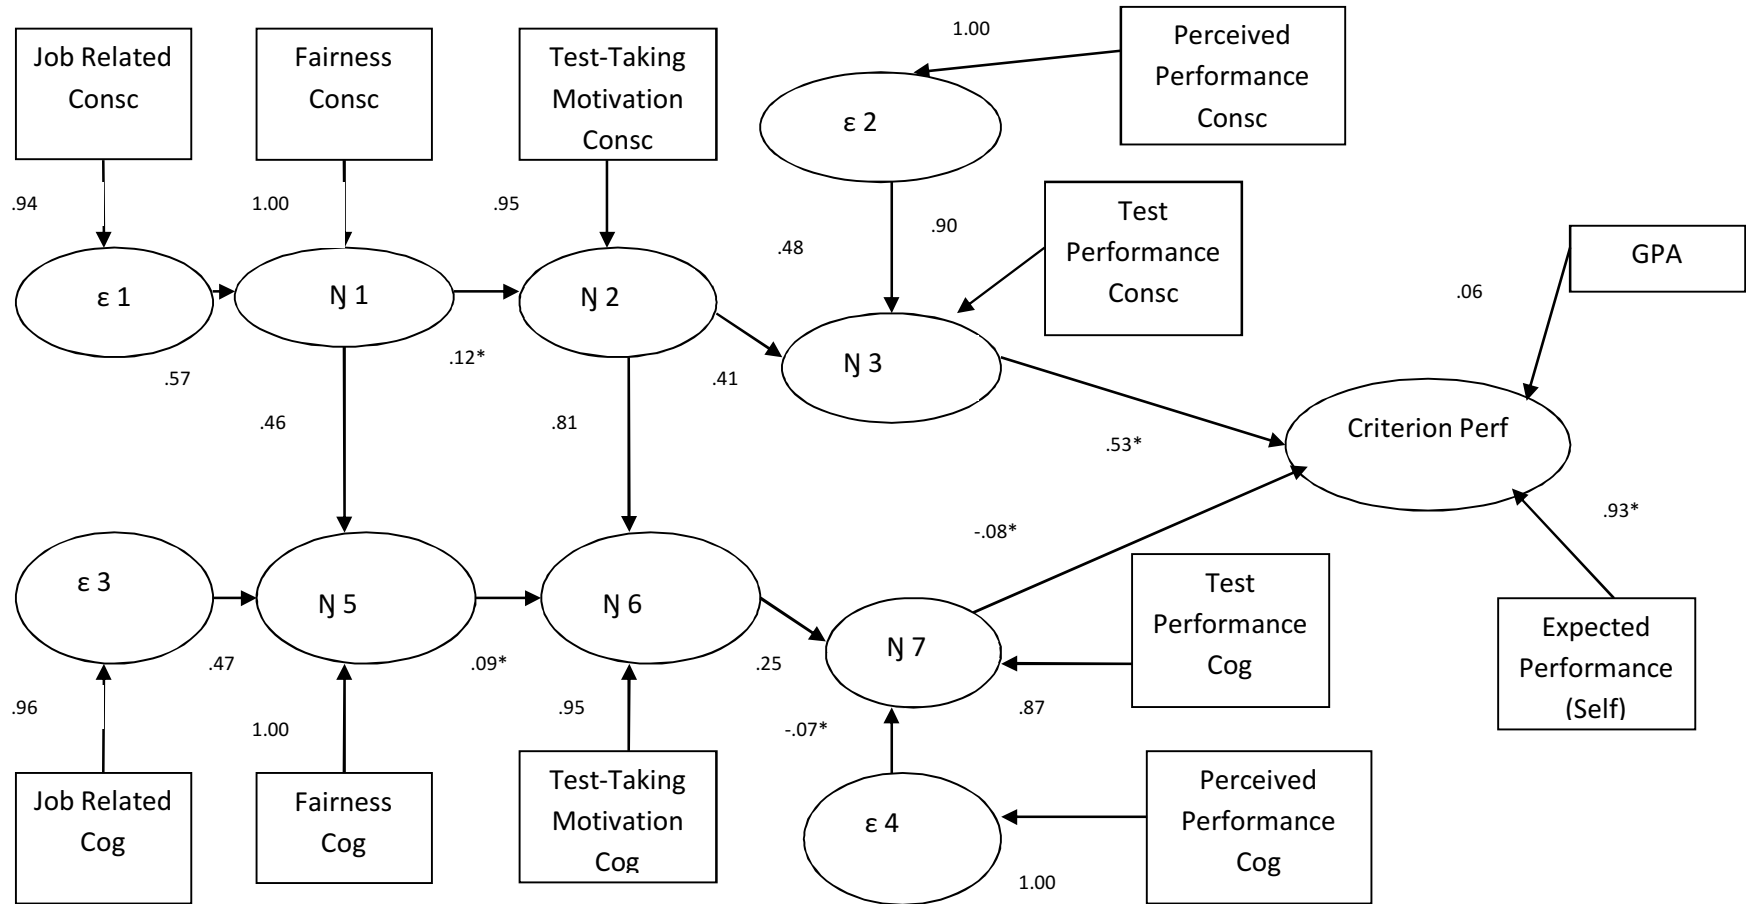 Job Related
Consc
Fairness
Consc
Test-Taking
Motivation
Consc
1.00
Perceived
Performance
Consc
ε 2
.94
1.00
.95
.48
.90
Test
Performance
Consc
GPA
.06
ε 1
Ŋ 1
Ŋ 2
Ŋ 3
.57
.12*
.41
.46
.81
.53*
Criterion Perf
-.08*
.93*
ε 3
Ŋ 5
Ŋ 6
Ŋ 7
.47
.09*
.25
Test
Performance
Cog
Expected
Performance
(Self)
.96
1.00
.95
-.07*
.87
Job Related
Cog
Fairness
Cog
Test-Taking
Motivation
Cog
ε 4
Perceived
Performance
Cog
1.00